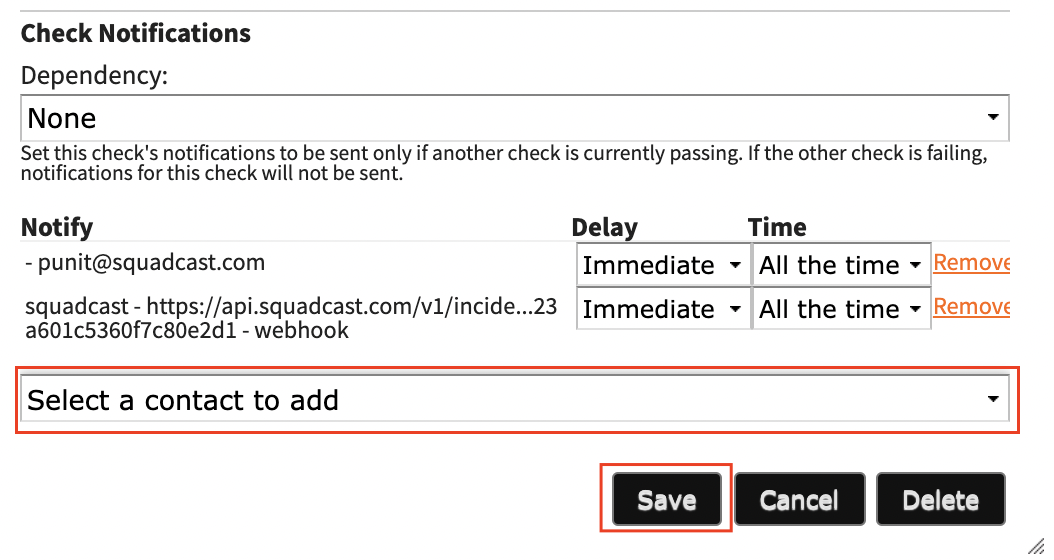 Check Notifications
Dependency:
None
Set this check's notifications to be sent only if another check is currently passing. If the other check is failing,
notifications for this check will not be sent.
Notify Delay Time
- punit@squadcast.com Immediate All the time Remove
squadcast - https://api.squadcast.com/v1/incide...23 Immediate All the time Remove
a601c5360f7c80e2d1 - webhook
Select a contact to add
Save Cancel Delete